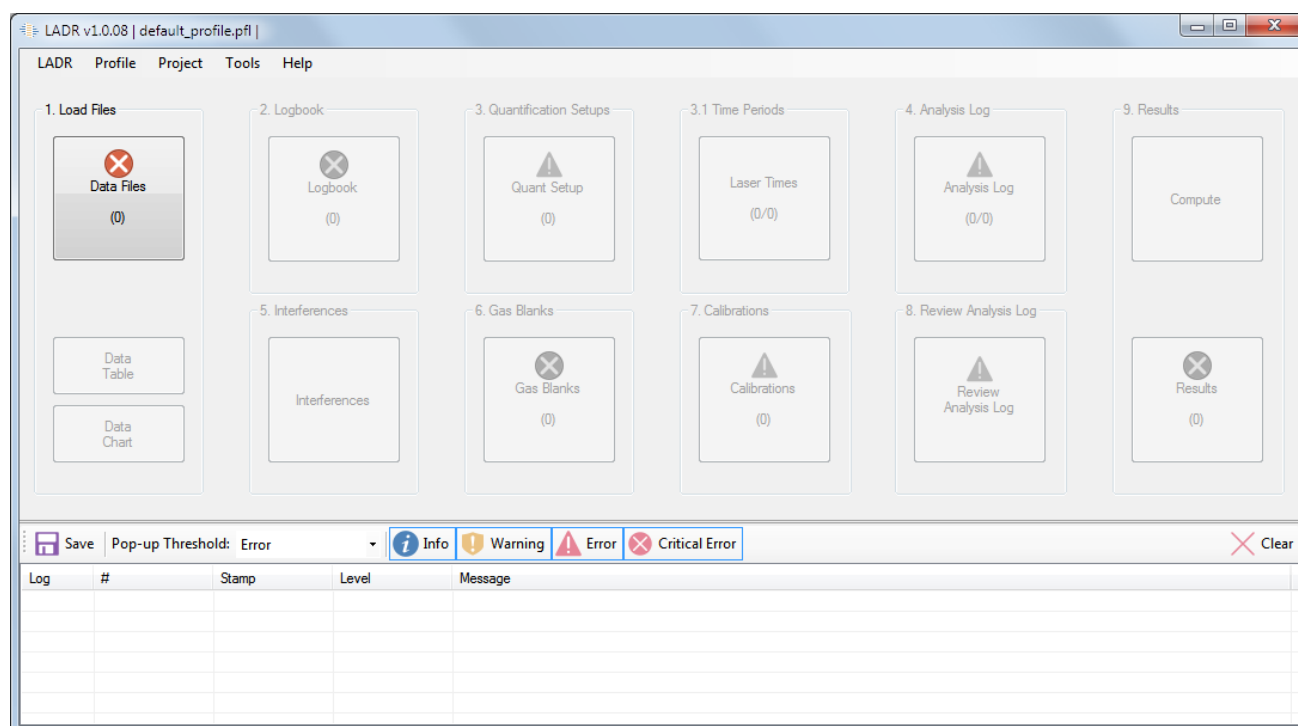 LADR v1.0.08 | default_profile.pfl |
LADR Profile Project Tools Help
1. Load Files
Data Files
(0)
Data
Table
Data
Chart
2. Logbook
Logbook
(0)
3. Quantification Setups
Quant Setup
(0)
3.1 Time Periods
Laser Times
(0/0)
4. Analysis Log
Analysis Log
(0/0)
9. Results
Compute
Results
(0)
5. Interferences
Interferences
6. Gas Blanks
Gas Blanks
(0)
7. Calibrations
Calibrations
(0)
8. Review Analysis Log
Review
Analysis Log
Save Pop-up Threshold: Error Info Warning Error Critical Error Clear
Log # Stamp Level Message